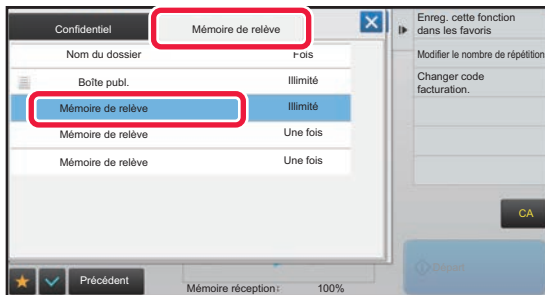 Confidentiel
Mémoire de relève
Nom du dossier
Fois
Boîte publ.
Illimité
Mémoire de relève
Illimité
Mémoire de relève
Une fois
Mémoire de relève
Une fois
Précédent
Mémoire réception:
100%
Enreg. cette fonction
dans les favoris
Modifier le nombre de répétition
Changer code
facturation.
CA
Départ